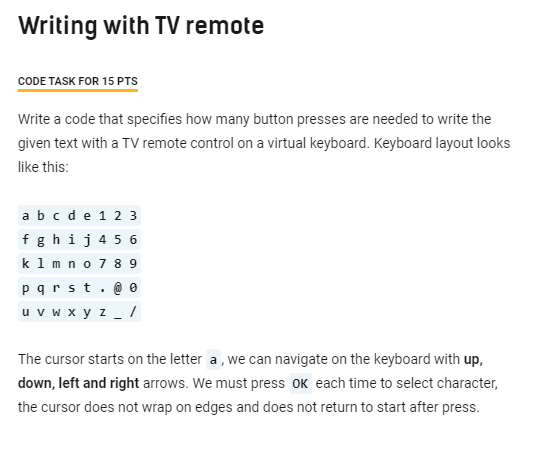 Writing with TV remote
CODE TASK FOR 15 PTS
Write a code that specifies how many button presses are needed to write the
given text with a TV remote control on a virtual keyboard. Keyboard layout looks
like this:
a b c d e 1 2 3
f g h i j 4 5 6
k l m n o 7 8 9
p q r s t . @ 0
u v w x y z _ /
The cursor starts on the letter a , we can navigate on the keyboard with up,
down, left and right arrows. We must press OK each time to select character,
the cursor does not wrap on edges and does not return to start after press.